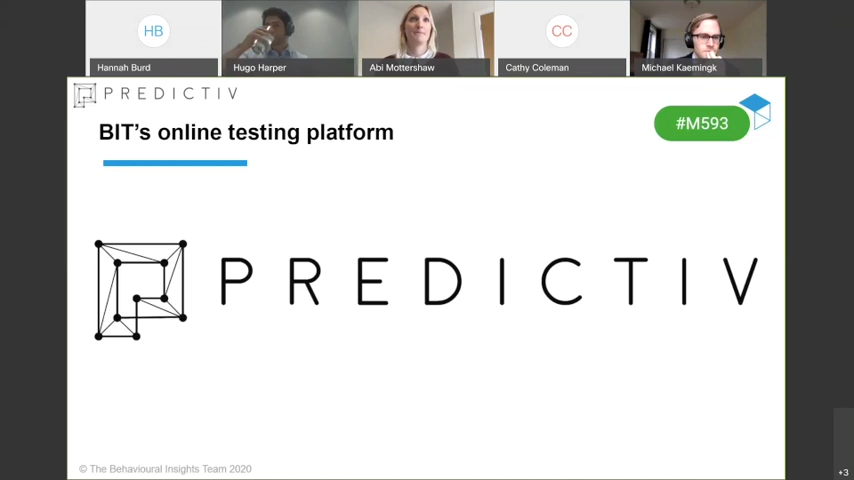 HB
CC
Hannah Burd
Hugo Harper
Abi Mottershaw
Cathy Coleman
Michael Kaemingk
PREDICTIV
BIT's online testing platform
#M593
PREDICTIV
© The Behavioural Insights Team 2020
+3